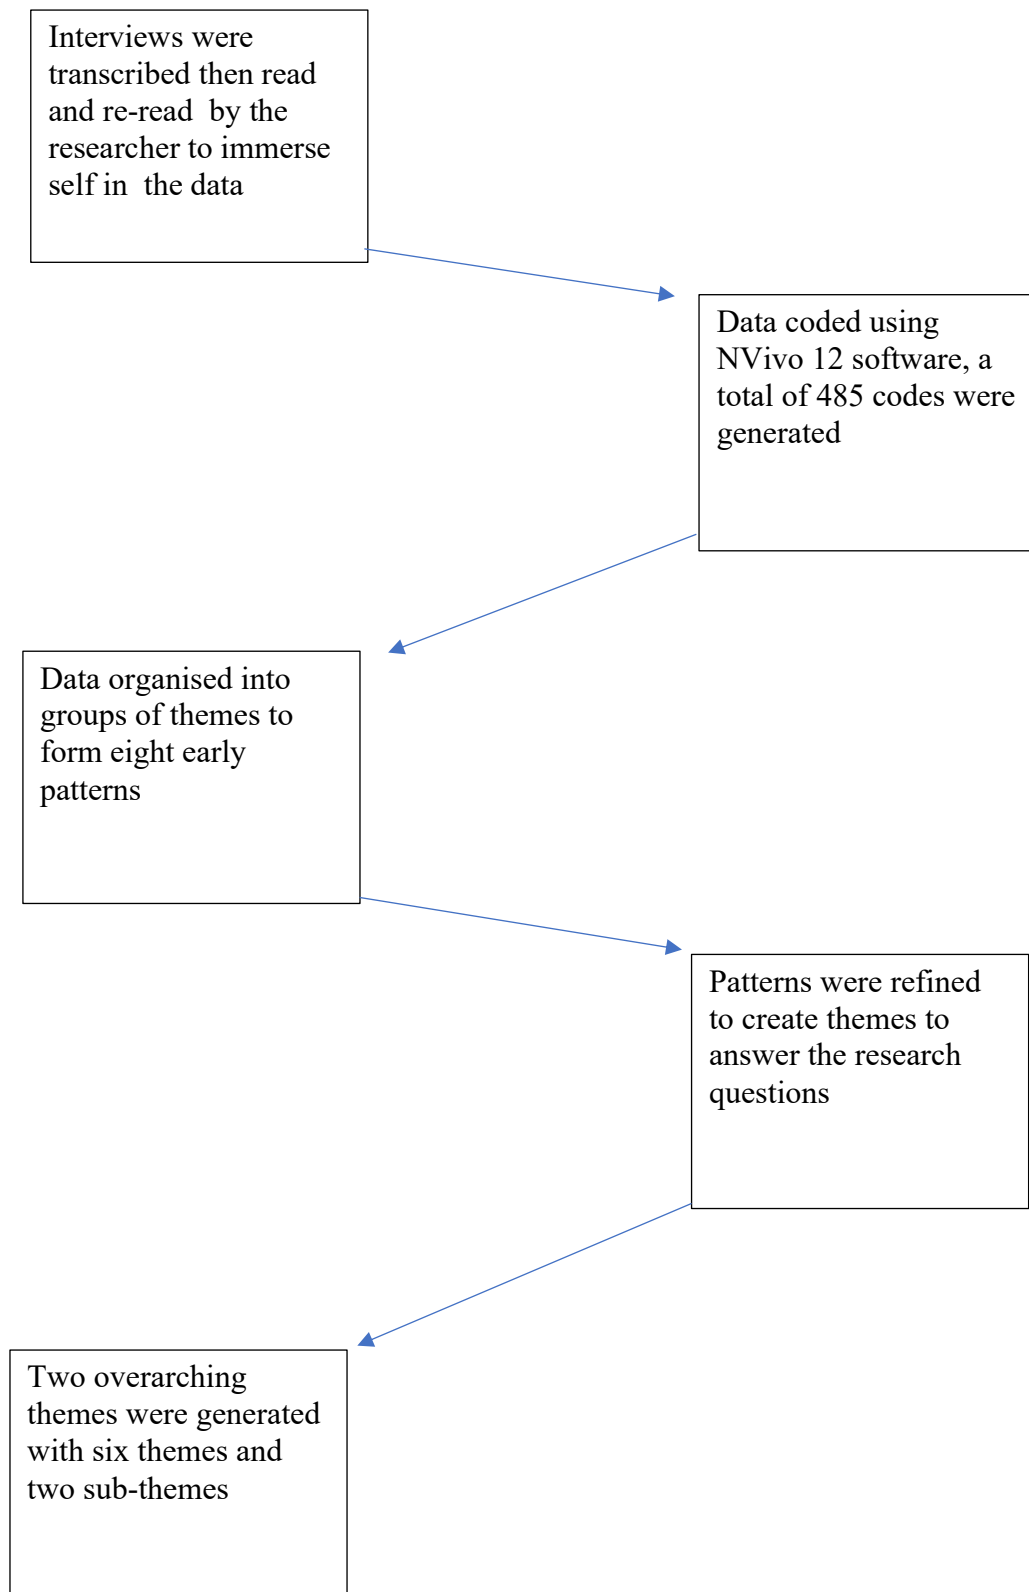 Interviews were
transcribed then read
and re-read  by the
researcher to immerse
self in  the data
Data coded using
NVivo 12 software, a
total of 485 codes were
generated
Data organised into
groups of themes to
form eight early
patterns
Patterns were refined
to create themes to
answer the research
questions
Two overarching
themes were generated
with six themes and
two sub-themes